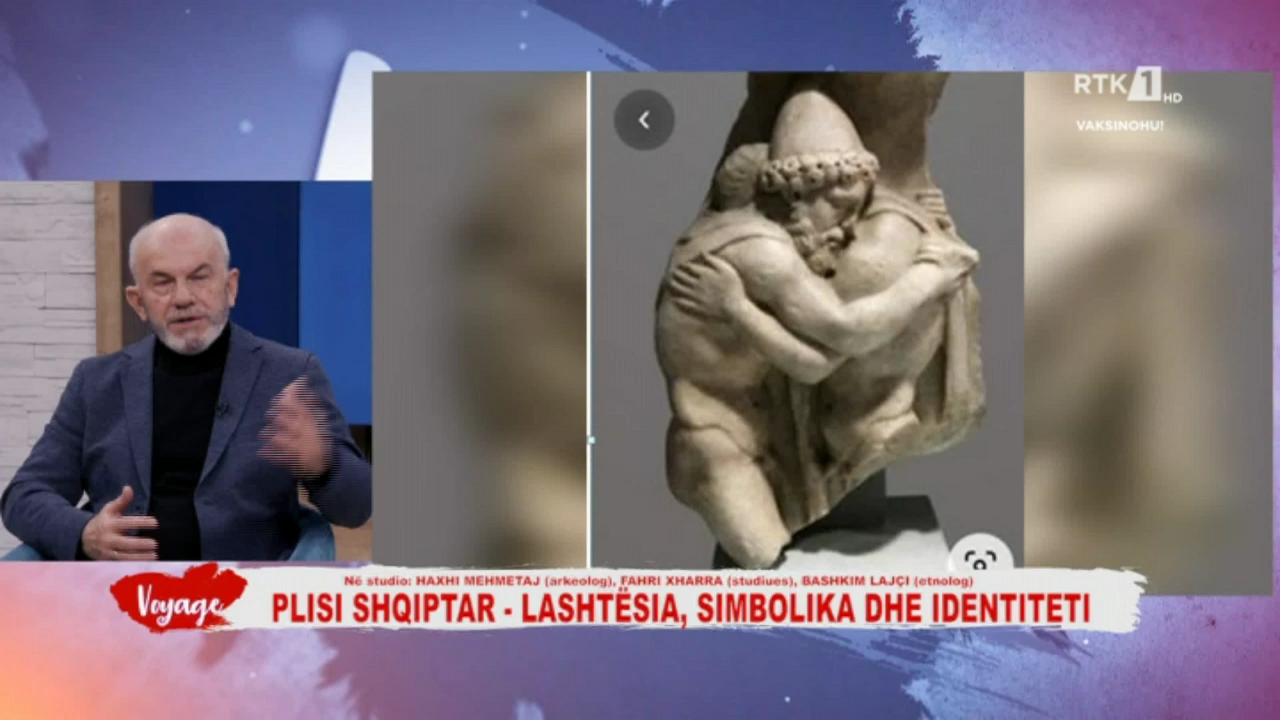 RTK 1 HD
VAKSINOHU!
Në studio: HAXHI MEHMETAJ (arkeolog), FAHRI XHARRA (studiues), BASHKIM LAJÇI (etnolog)
Voyage
PLISI SHQIPTAR - LASHTËSIA, SIMBOLIKA DHE IDENTITETI